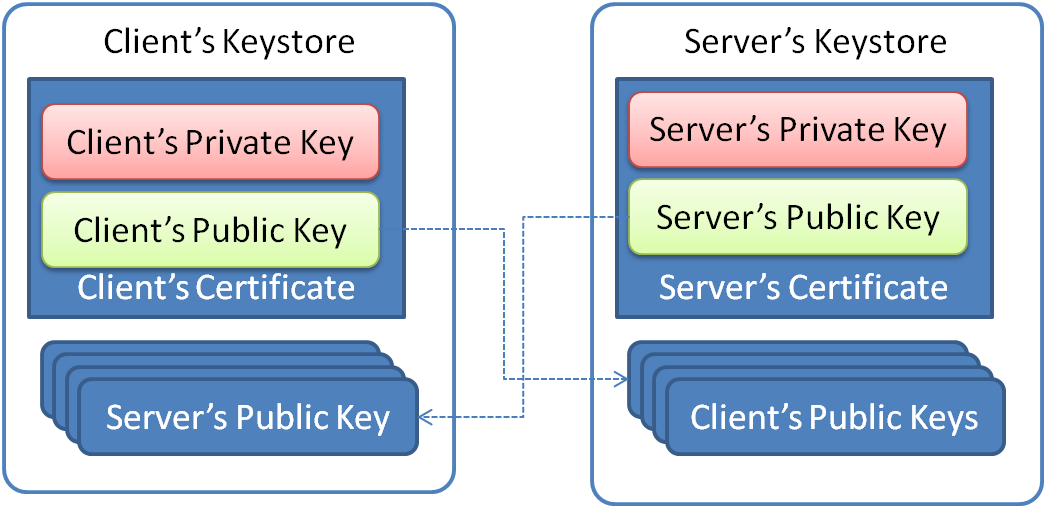 Client’s Keystore
Client’s Private Key
Client’s Public Key
Client’s Certificate
Server’s Public Key
Server’s Keystore
Server’s Private Key
Server’s Public Key
Server’s Certificate
Client’s Public Keys